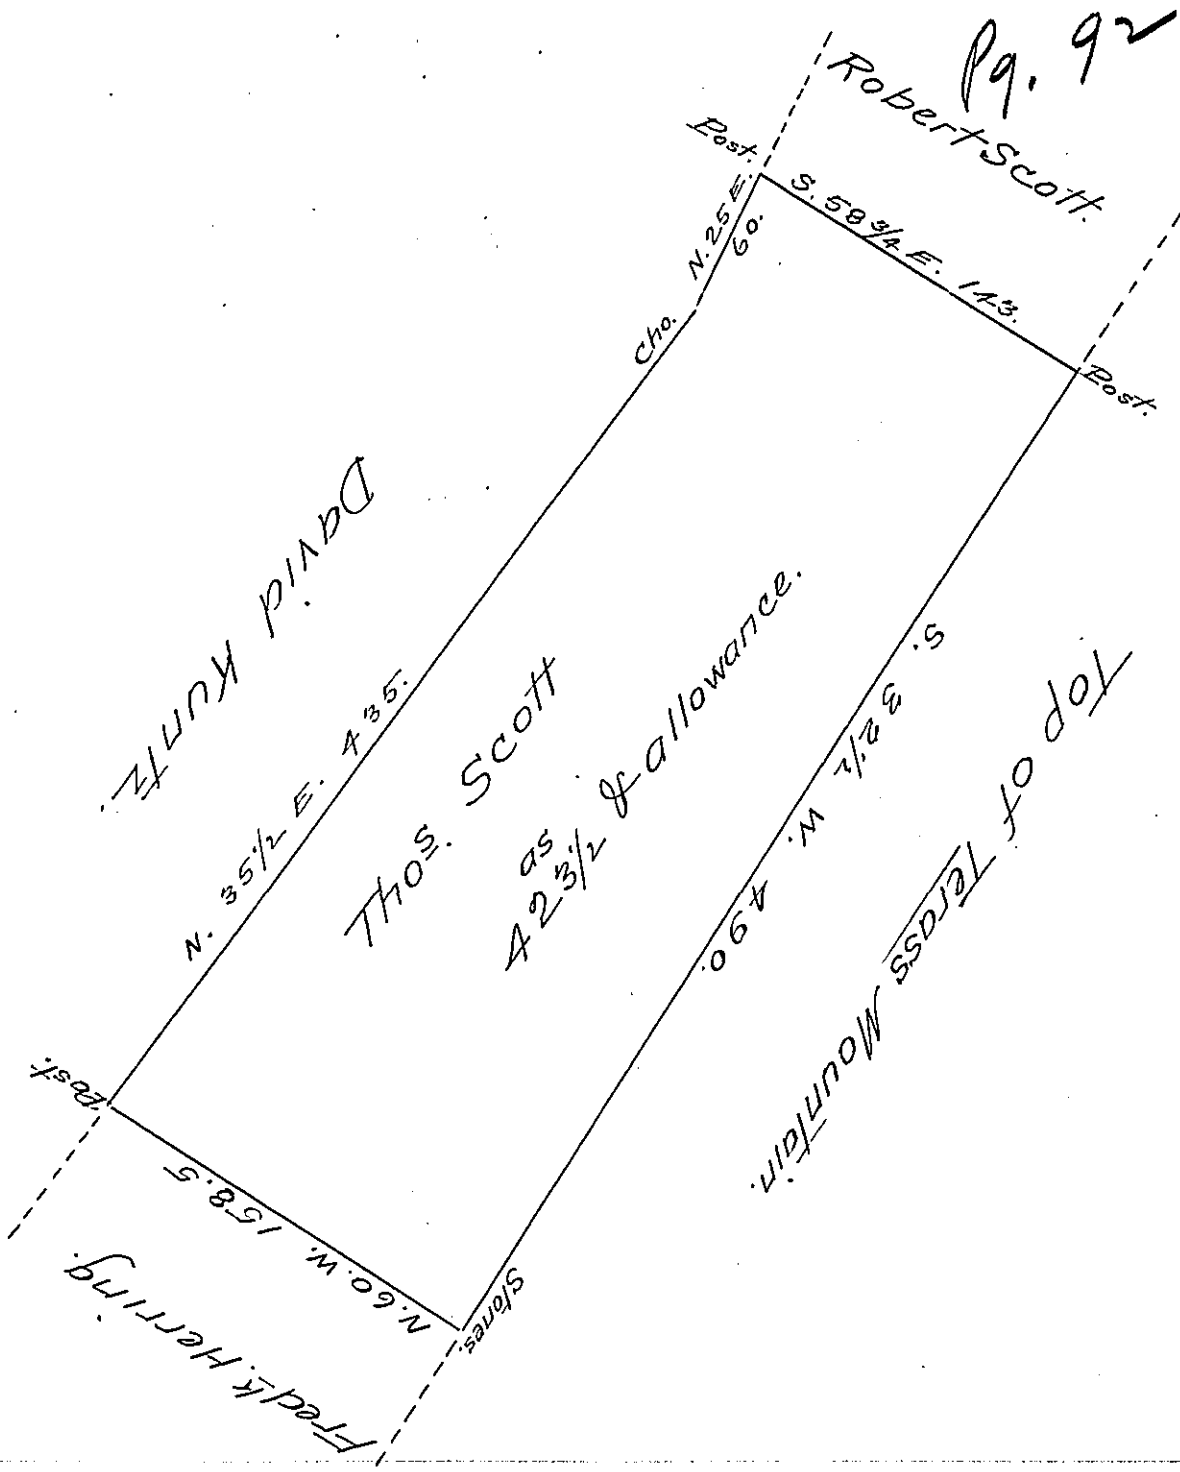 Pg. 92
Robert Scott.
Post.
N. 25 E.
60.
S. 58 3/4 E. 143.
Post.
Cho.
David Kuntz.
N. 35 1/2 E. 435.
Thos. Scott
as
423 1/2 & allowance.
S. 32 1/2 W. 490.
Top of Terass Mountain.
Post.
N. 60. W. 158.5
Stones.
Fredk. Herring.